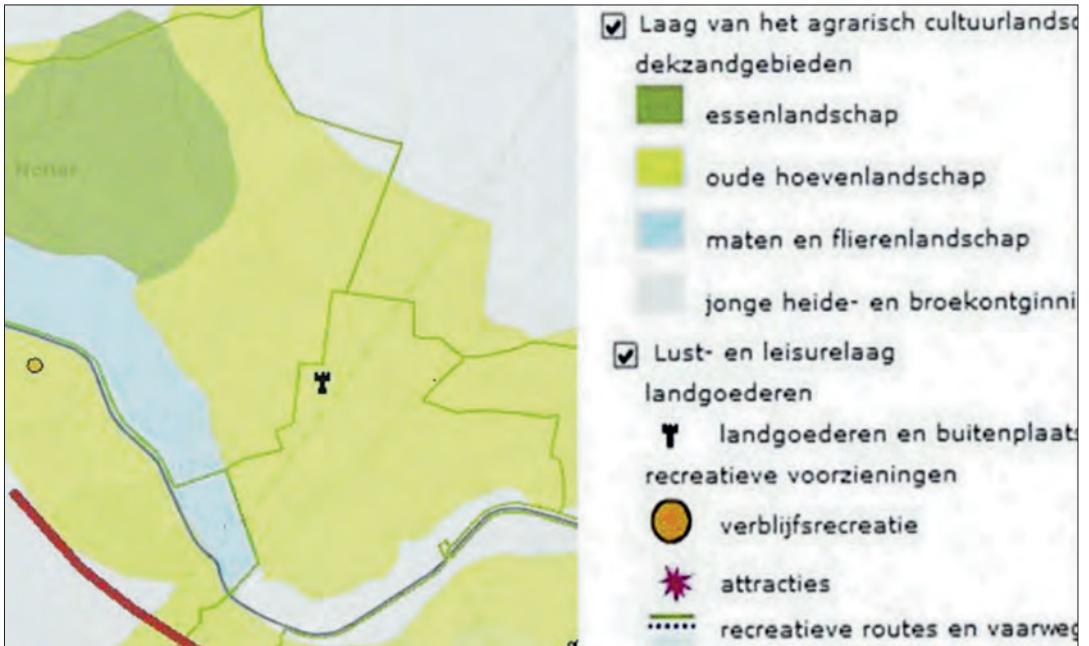 Laag van het agrarisch cultuurlandsc
dekzandgebieden
essenlandschap
oude hoevenlandschap
maten en flierenlandschap
jonge heide- en broekontginni
Lust- en leisurelaag
landgoederen
landgoederen en buitenplaats
recreatieve voorzieningen
verblijfsrecreatie
attracties
recreatieve routes en vaarweg